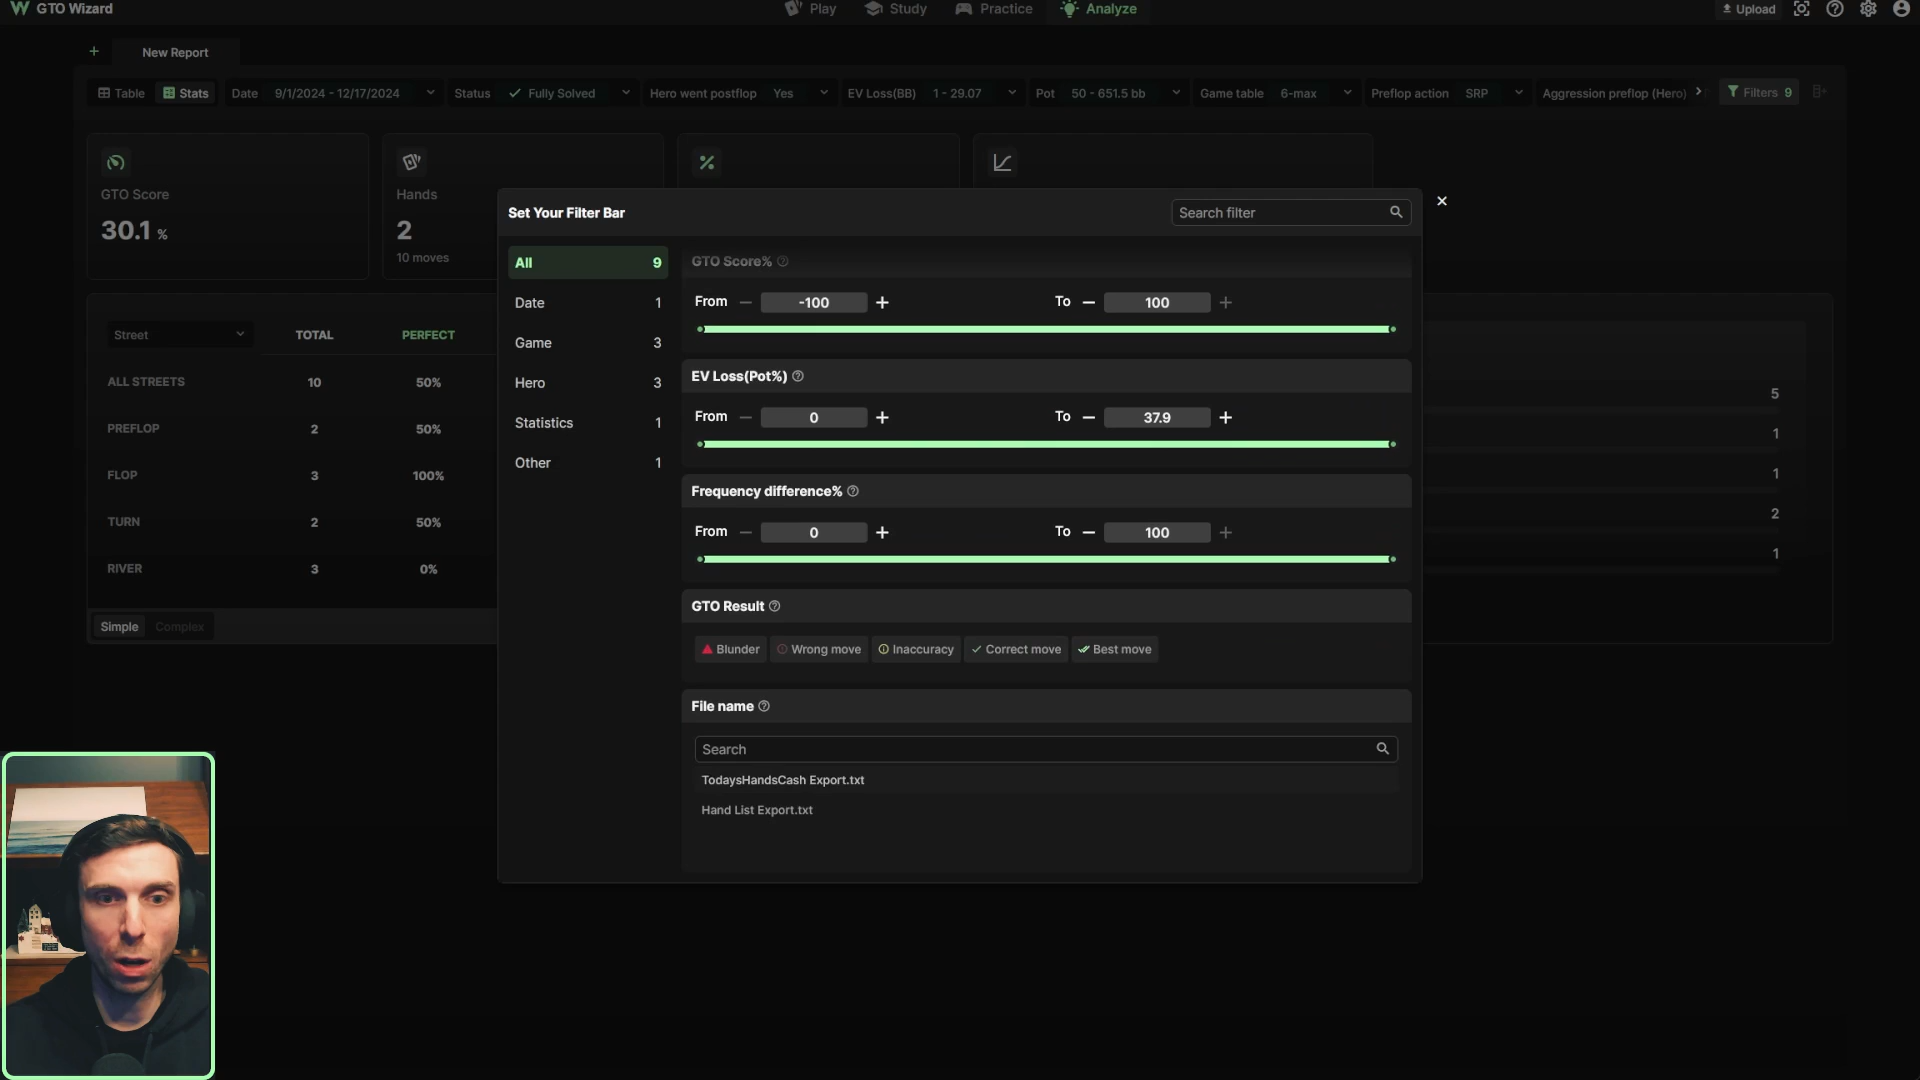 GTO Wizard
Play
Study
Practice
Analyze
Upload
New Report
Table
Stats
Date 9/1/2024 - 12/17/2024
Status Fully Solved
Hero went postflop Yes
EV Loss(BB) 1 - 29.07
Pot 50 - 651.5 bb
Game table 6-max
Preflop action SRP
Aggression preflop (Hero)
Filters 9
GTO Score
30.1 %
Hands
2
10 moves
Set Your Filter Bar
Search filter
All 9
Date 1
Game 3
Hero 3
Statistics 1
Other 1
GTO Score%
From -100 To 100
EV Loss(Pot%)
From 0 To 37.9
Frequency difference%
From 0 To 100
GTO Result
Blunder
Wrong move
Inaccuracy
Correct move
Best move
File name
Search
TodaysHandsCash Export.txt
Hand List Export.txt
Street TOTAL PERFECT
ALL STREETS 10 50%
PREFLOP 2 50%
FLOP 3 100%
TURN 2 50%
RIVER 3 0%
Simple
Complex
5
1
1
2
1